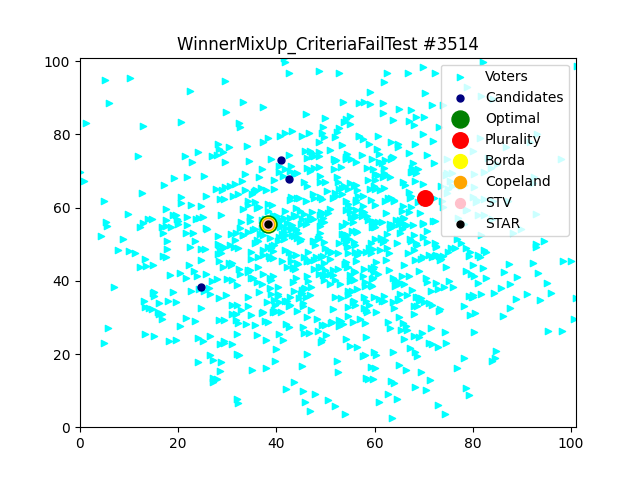 WinnerMixUp_CriteriaFailTest #3514
100
80
60
40
20
0
0 20 40 60 80 100
Voters
Candidates
Optimal
Plurality
Borda
Copeland
STV
STAR